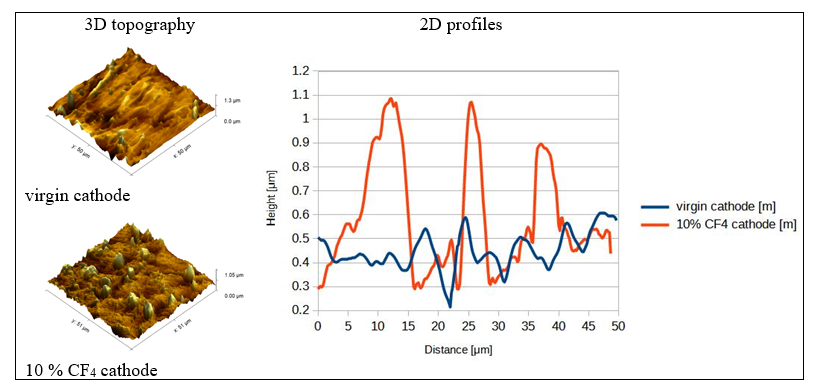 3D topography
2D profiles
1.3 µm
0.0 µm
y: 50 µm
x: 50 µm
virgin cathode
1.05 µm
0.00 µm
y: 51 µm
x: 51 µm
10 % CF4 cathode
Height [µm]
1.2
1.1
1
0.9
0.8
0.7
0.6
0.5
0.4
0.3
0.2
0 5 10 15 20 25 30 35 40 45 50
Distance [µm]
virgin cathode [m]
10% CF4 cathode [m]